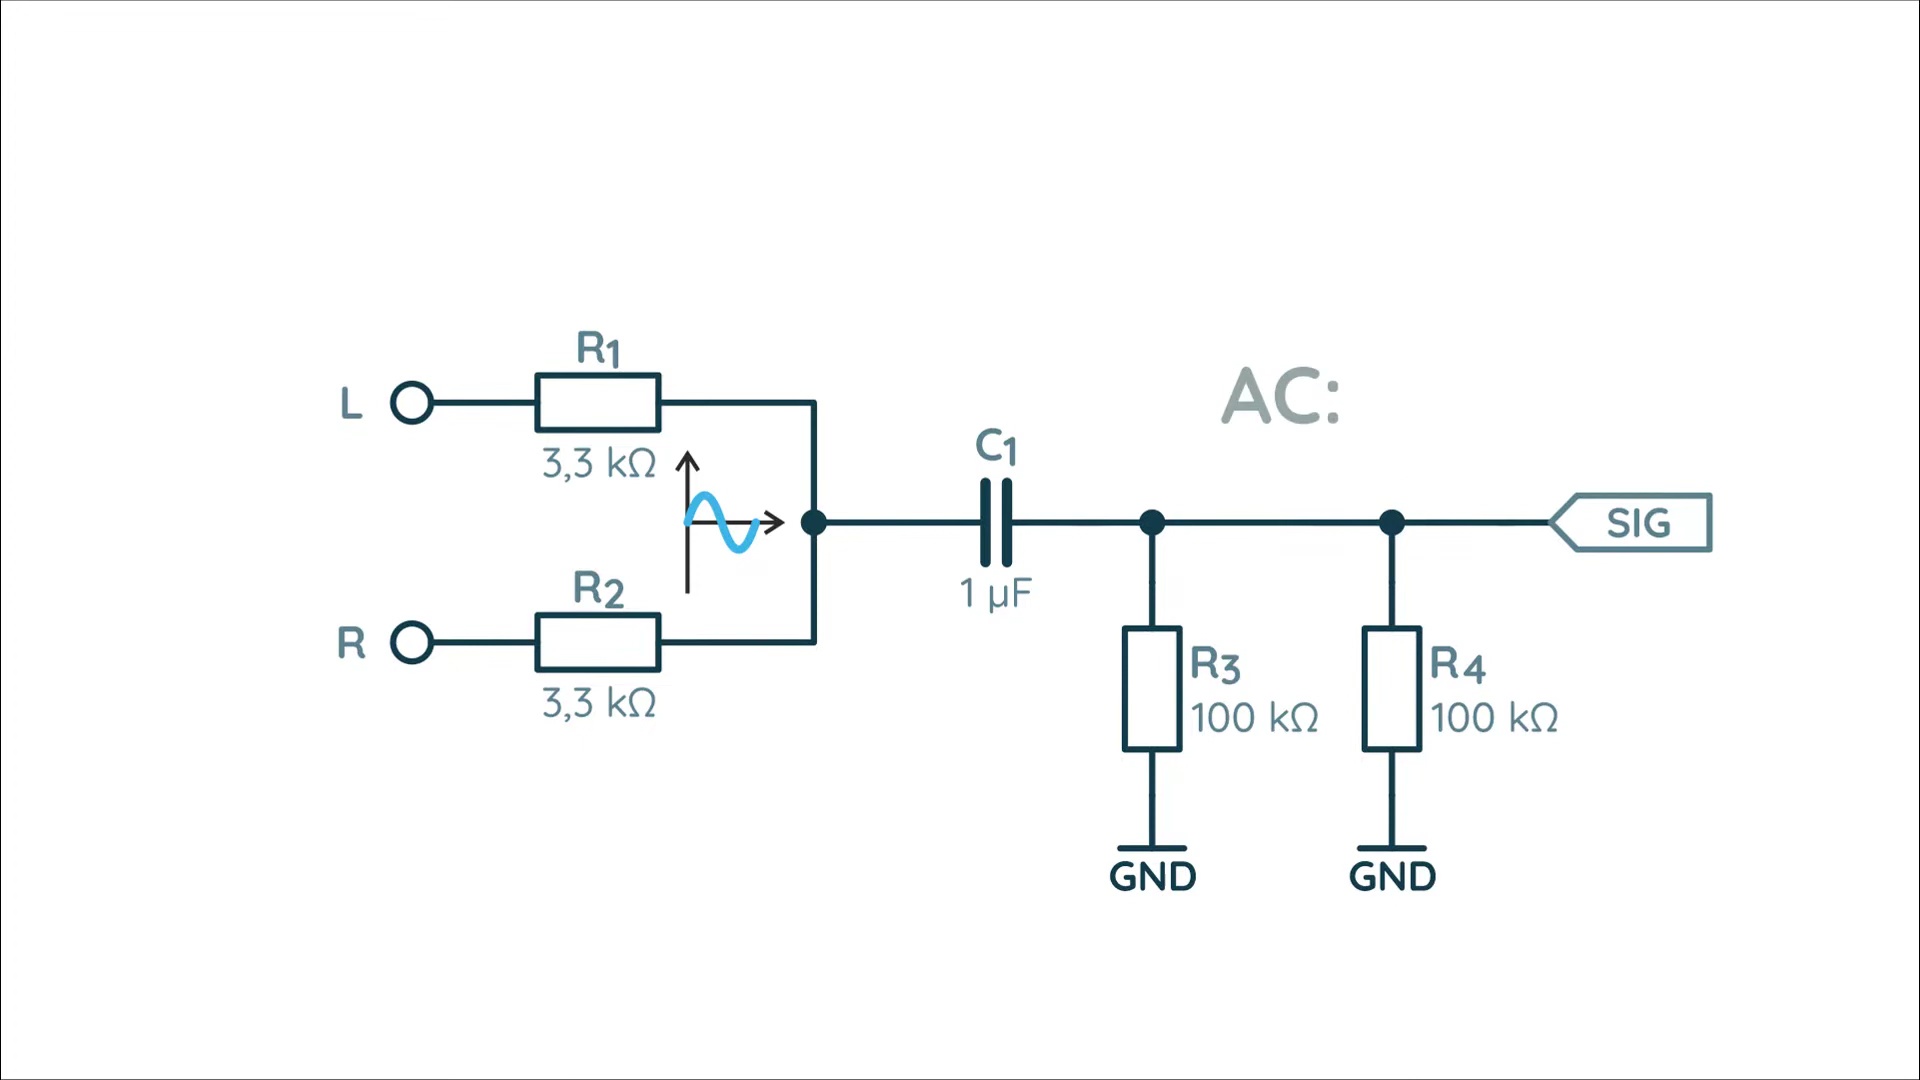 AC:
L
R1
3,3 kΩ
C1
1 µF
SIG
R
R2
3,3 kΩ
R3
100 kΩ
R4
100 kΩ
GND
GND